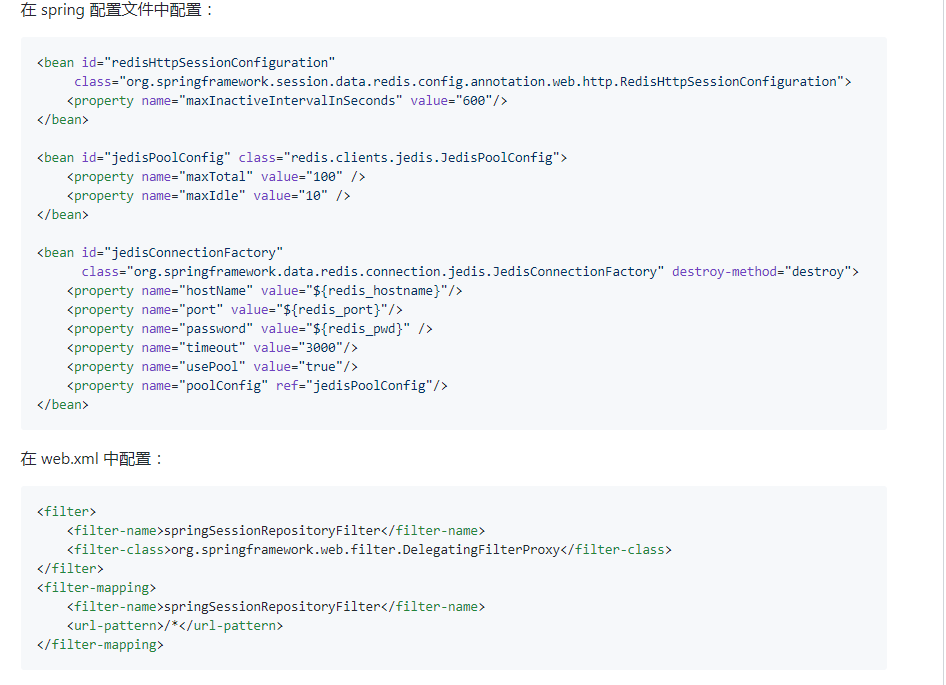 在 spring 配置文件中配置：
<bean id="redisHttpSessionConfiguration"
     class="org.springframework.session.data.redis.config.annotation.web.http.RedisHttpSessionConfiguration">
    <property name="maxInactiveIntervalInSeconds" value="600"/>
</bean>
<bean id="jedisPoolConfig" class="redis.clients.jedis.JedisPoolConfig">
    <property name="maxTotal" value="100" />
    <property name="maxIdle" value="10" />
</bean>
<bean id="jedisConnectionFactory"
      class="org.springframework.data.redis.connection.jedis.JedisConnectionFactory" destroy-method="destroy">
    <property name="hostName" value="${redis_hostname}"/>
    <property name="port" value="${redis_port}"/>
    <property name="password" value="${redis_pwd}" />
    <property name="timeout" value="3000"/>
    <property name="usePool" value="true"/>
    <property name="poolConfig" ref="jedisPoolConfig"/>
</bean>
在 web.xml 中配置：
<filter>
    <filter-name>springSessionRepositoryFilter</filter-name>
    <filter-class>org.springframework.web.filter.DelegatingFilterProxy</filter-class>
</filter>
<filter-mapping>
    <filter-name>springSessionRepositoryFilter</filter-name>
    <url-pattern>/*</url-pattern>
</filter-mapping>